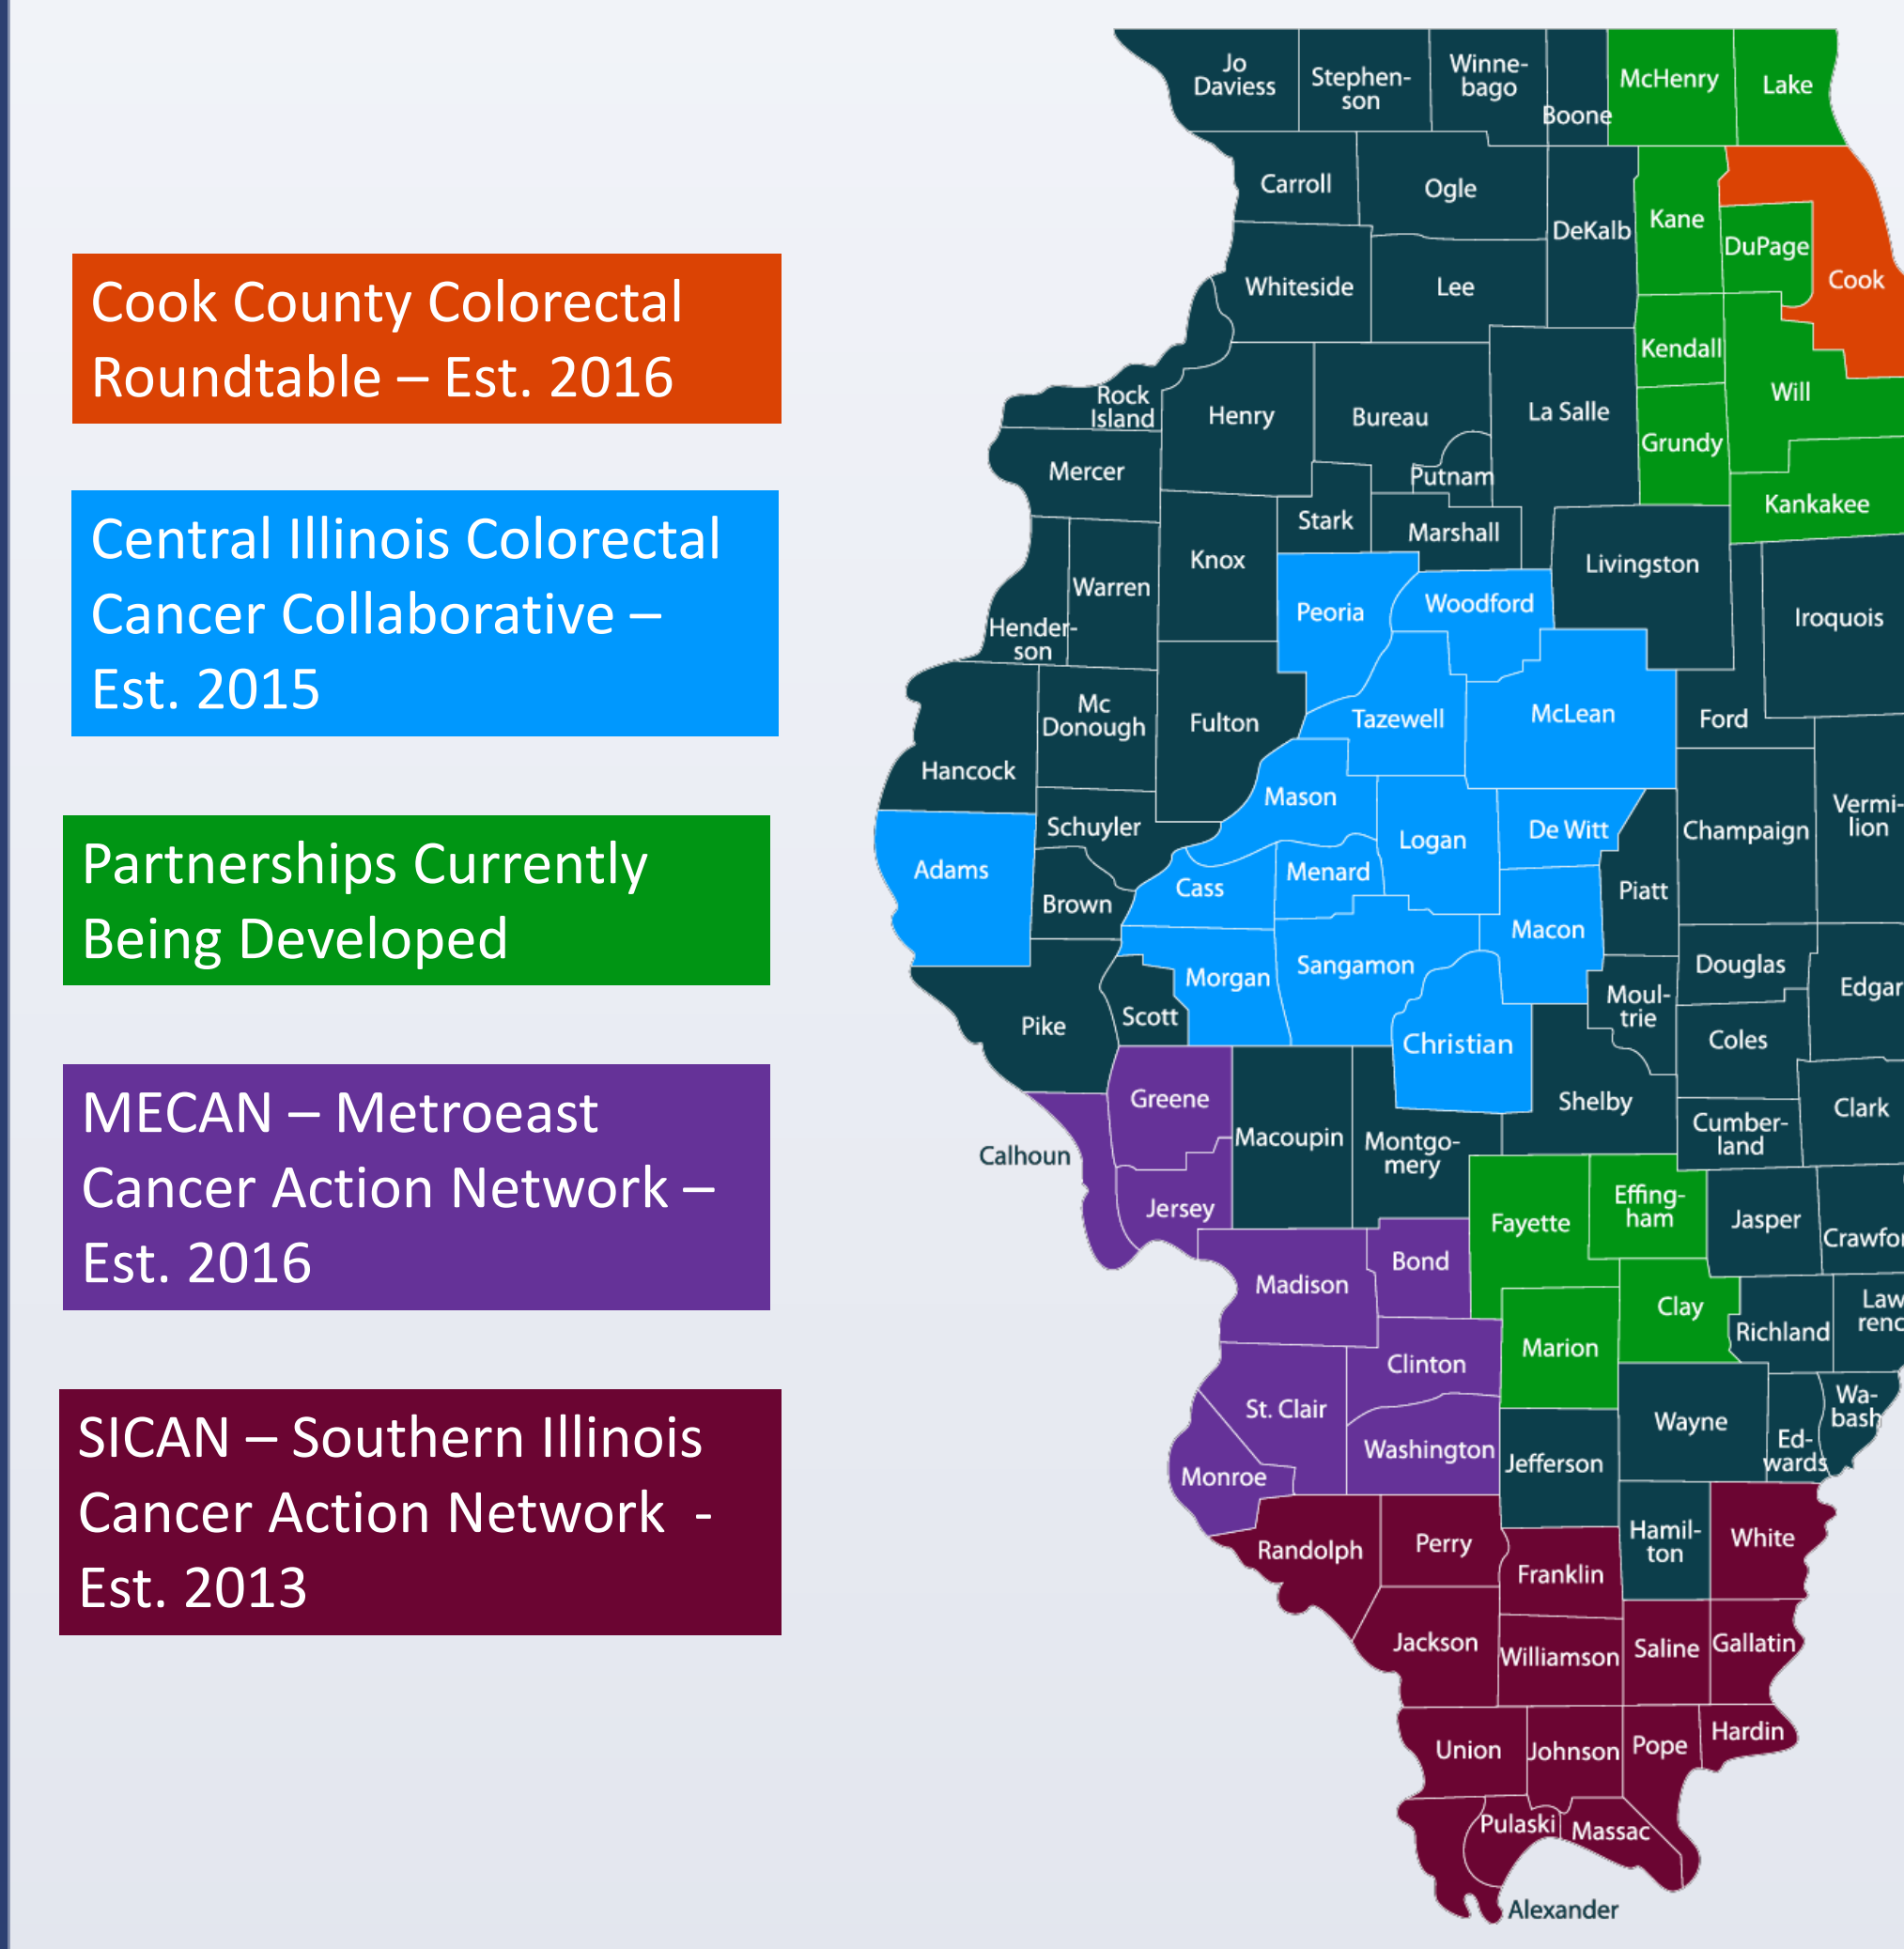 Cook County Colorectal
Roundtable – Est. 2016
Central Illinois Colorectal
Cancer Collaborative –
Est. 2015
Partnerships Currently
Being Developed
MECAN – Metroeast
Cancer Action Network –
Est. 2016
SICAN – Southern Illinois
Cancer Action Network  -
Est. 2013
Jo
Daviess
Stephen-
son
Winne-
bago
Boone
McHenry
Lake
Carroll
Ogle
DeKalb
Kane
DuPage
Cook
Whiteside
Lee
Kendall
Will
Rock
Island
Henry
Bureau
La Salle
Grundy
Mercer
Putnam
Kankakee
Stark
Marshall
Knox
Livingston
Warren
Peoria
Woodford
Iroquois
Hender-
son
Mc
Donough
Fulton
Tazewell
McLean
Ford
Hancock
Mason
Schuyler
Logan
De Witt
Champaign
Vermi-
lion
Adams
Cass
Menard
Brown
Piatt
Macon
Morgan
Sangamon
Douglas
Edgar
Pike
Scott
Moul-
trie
Christian
Coles
Greene
Shelby
Clark
Calhoun
Macoupin
Montgo-
mery
Cumber-
land
Jersey
Fayette
Effing-
ham
Jasper
Crawfor
Madison
Bond
Clay
Richland
Law
renc
Clinton
Marion
St. Clair
Washington
Wayne
Wa-
bash
Ed-
wards
Monroe
Jefferson
Randolph
Perry
Franklin
Hamil-
ton
White
Jackson
Williamson
Saline
Gallatin
Union
Johnson
Pope
Hardin
Pulaski
Massac
Alexander